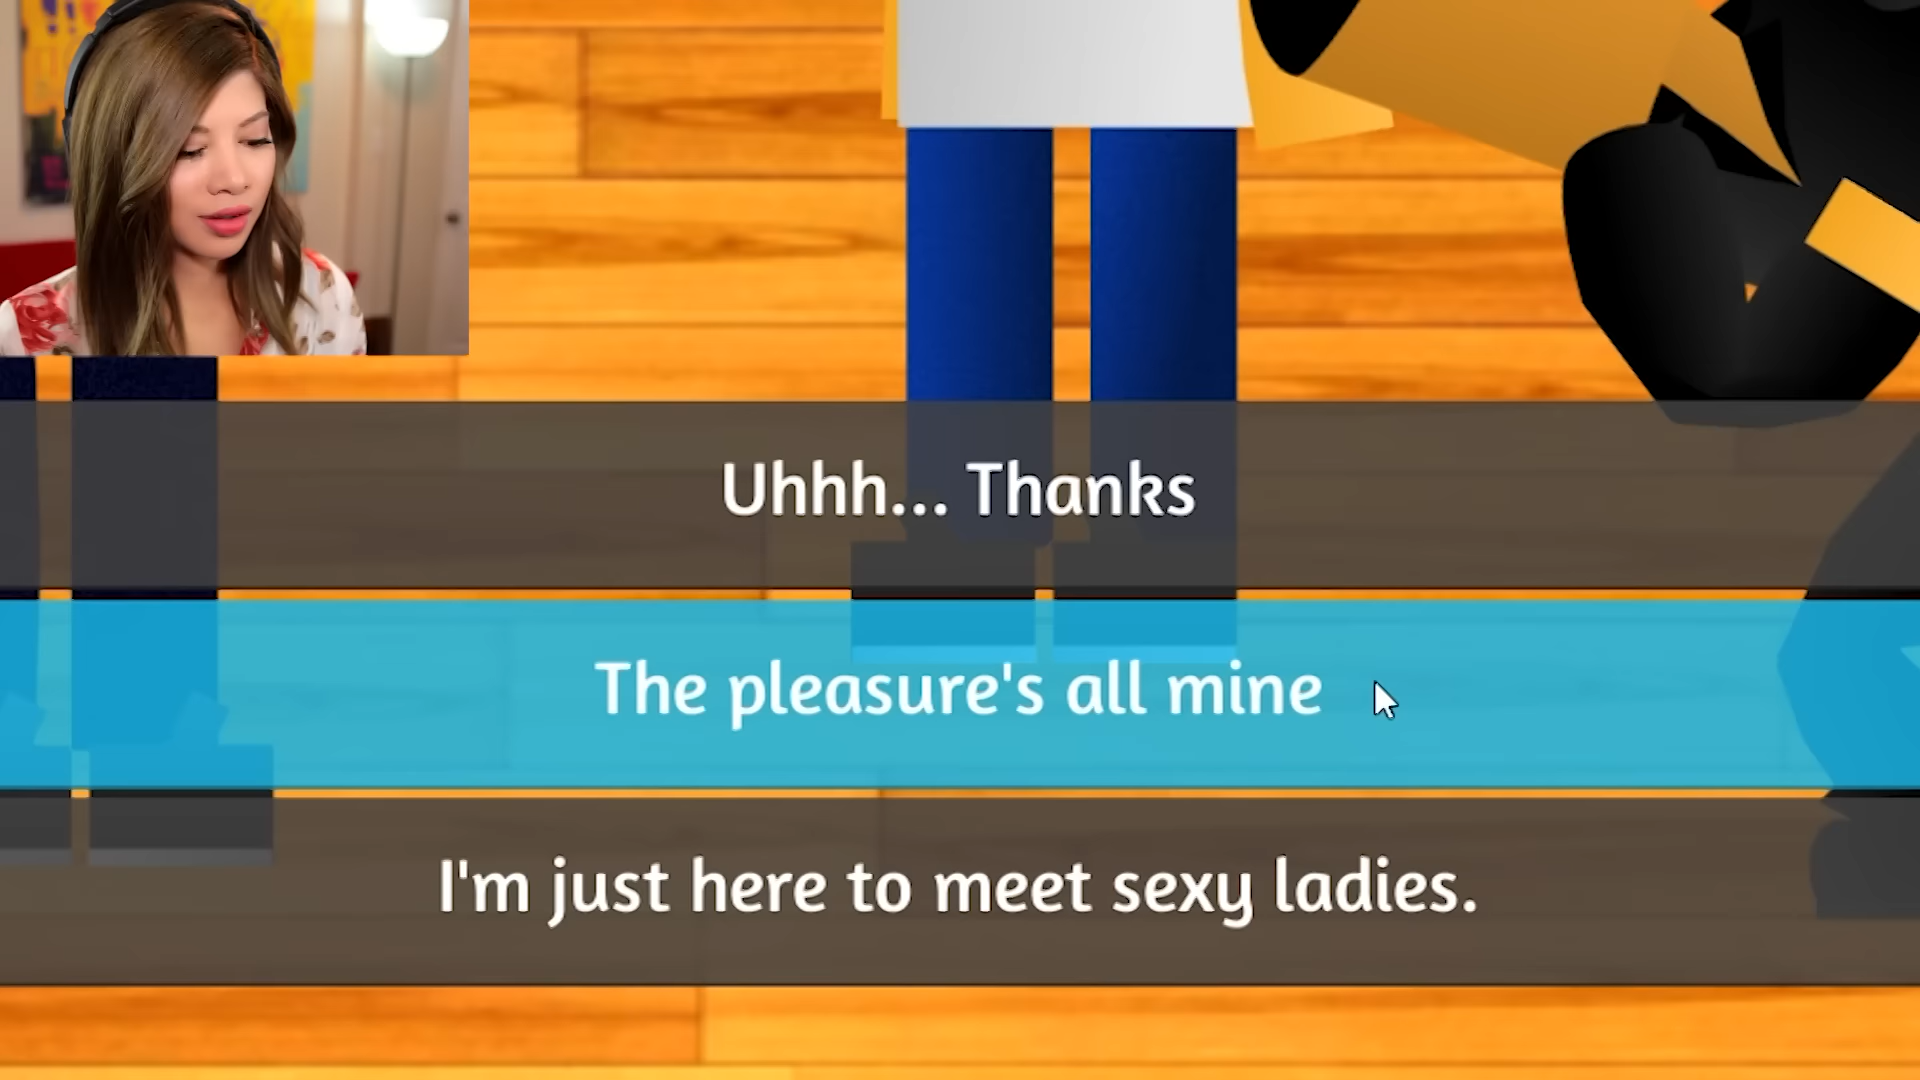 Uhhh... Thanks
The pleasure's all mine
I'm just here to meet sexy ladies.